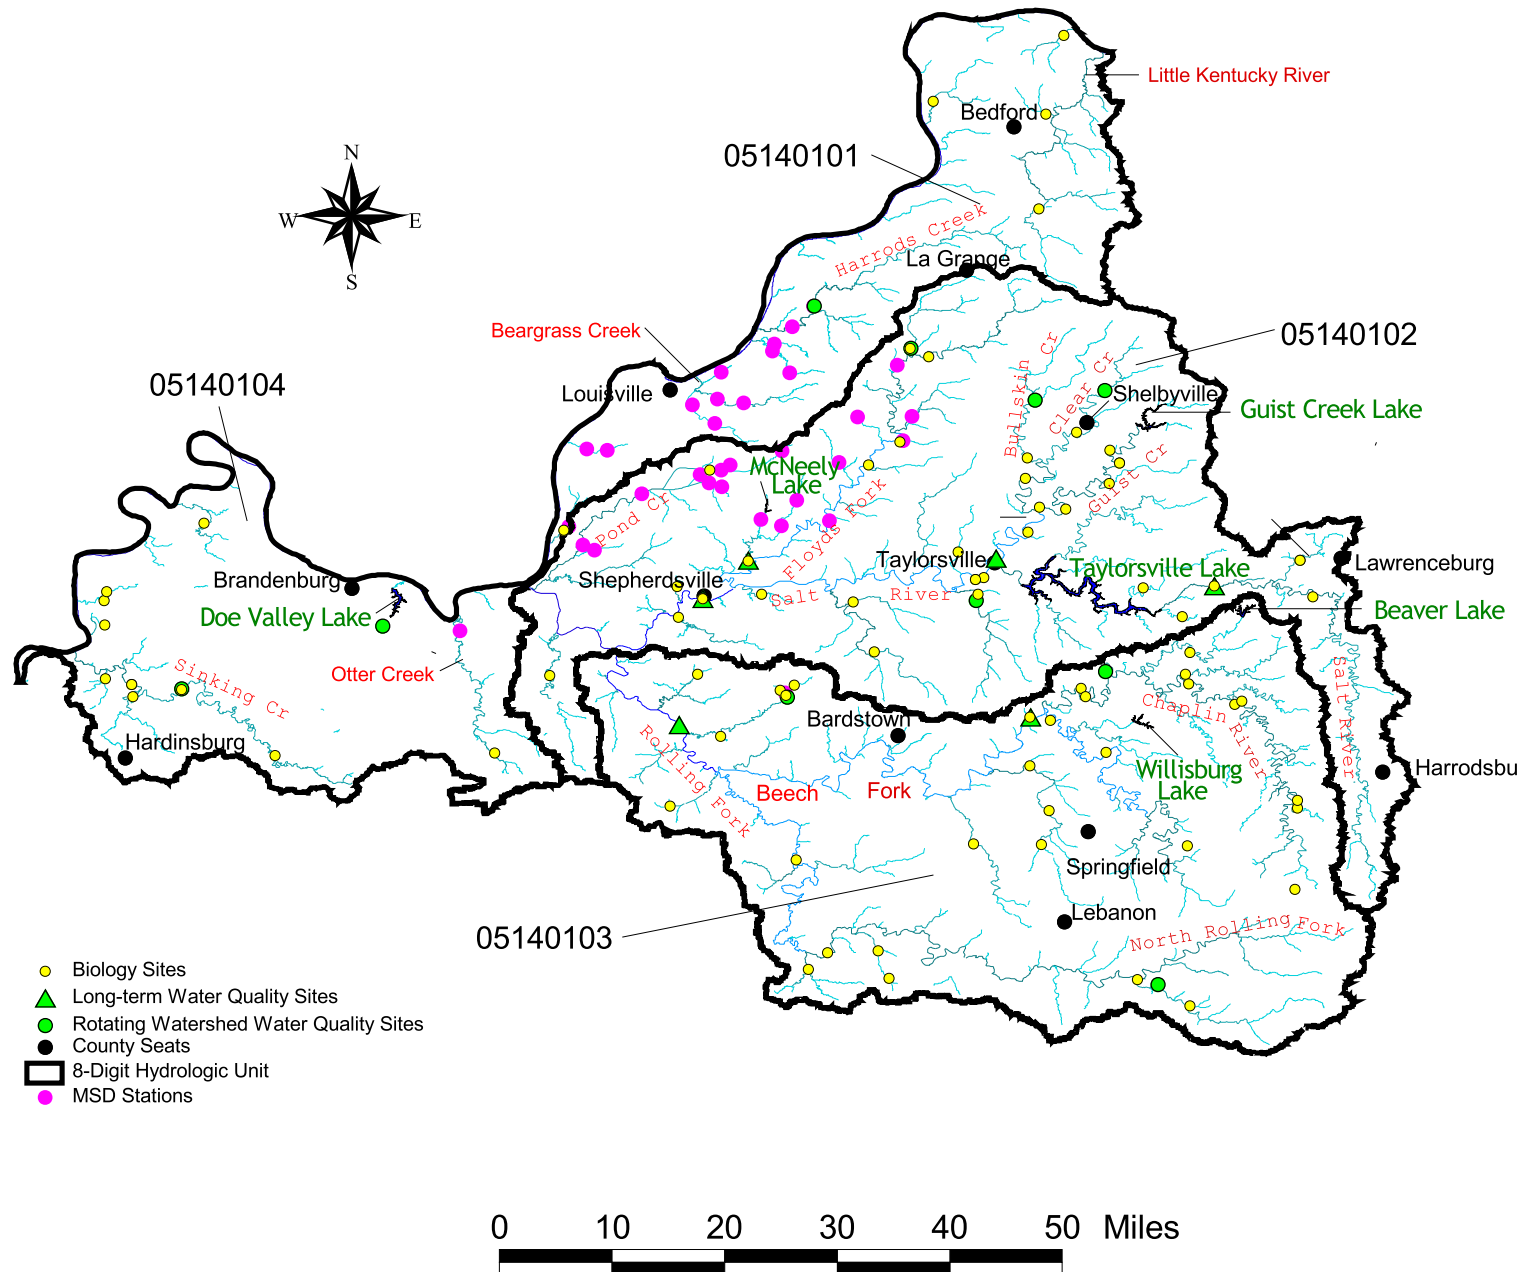 Little Kentucky River
Bedford
05140101
N
W
E
S
Harrods Creek
La Grange
Beargrass Creek
05140102
Louisville
05140104
Bullskin Cr
Clear Cr
Shelbyville
Guist Creek Lake
McNeely
Lake
Guist Cr
Pond Cr
Floyds Fork
Taylorsville
Lawrenceburg
Brandenburg
Shepherdsville
Taylorsville Lake
Doe Valley Lake
Salt River
Beaver Lake
Otter Creek
Sinking Cr
Salt River
Chaplin River
Bardstown
Rolling Fork
Hardinsburg
Willisburg
Lake
Harrodsbu
Beech Fork
Springfield
Lebanon
05140103
North Rolling Fork
Biology Sites
Long-term Water Quality Sites
Rotating Watershed Water Quality Sites
County Seats
8-Digit Hydrologic Unit
MSD Stations
0 10 20 30 40 50 Miles